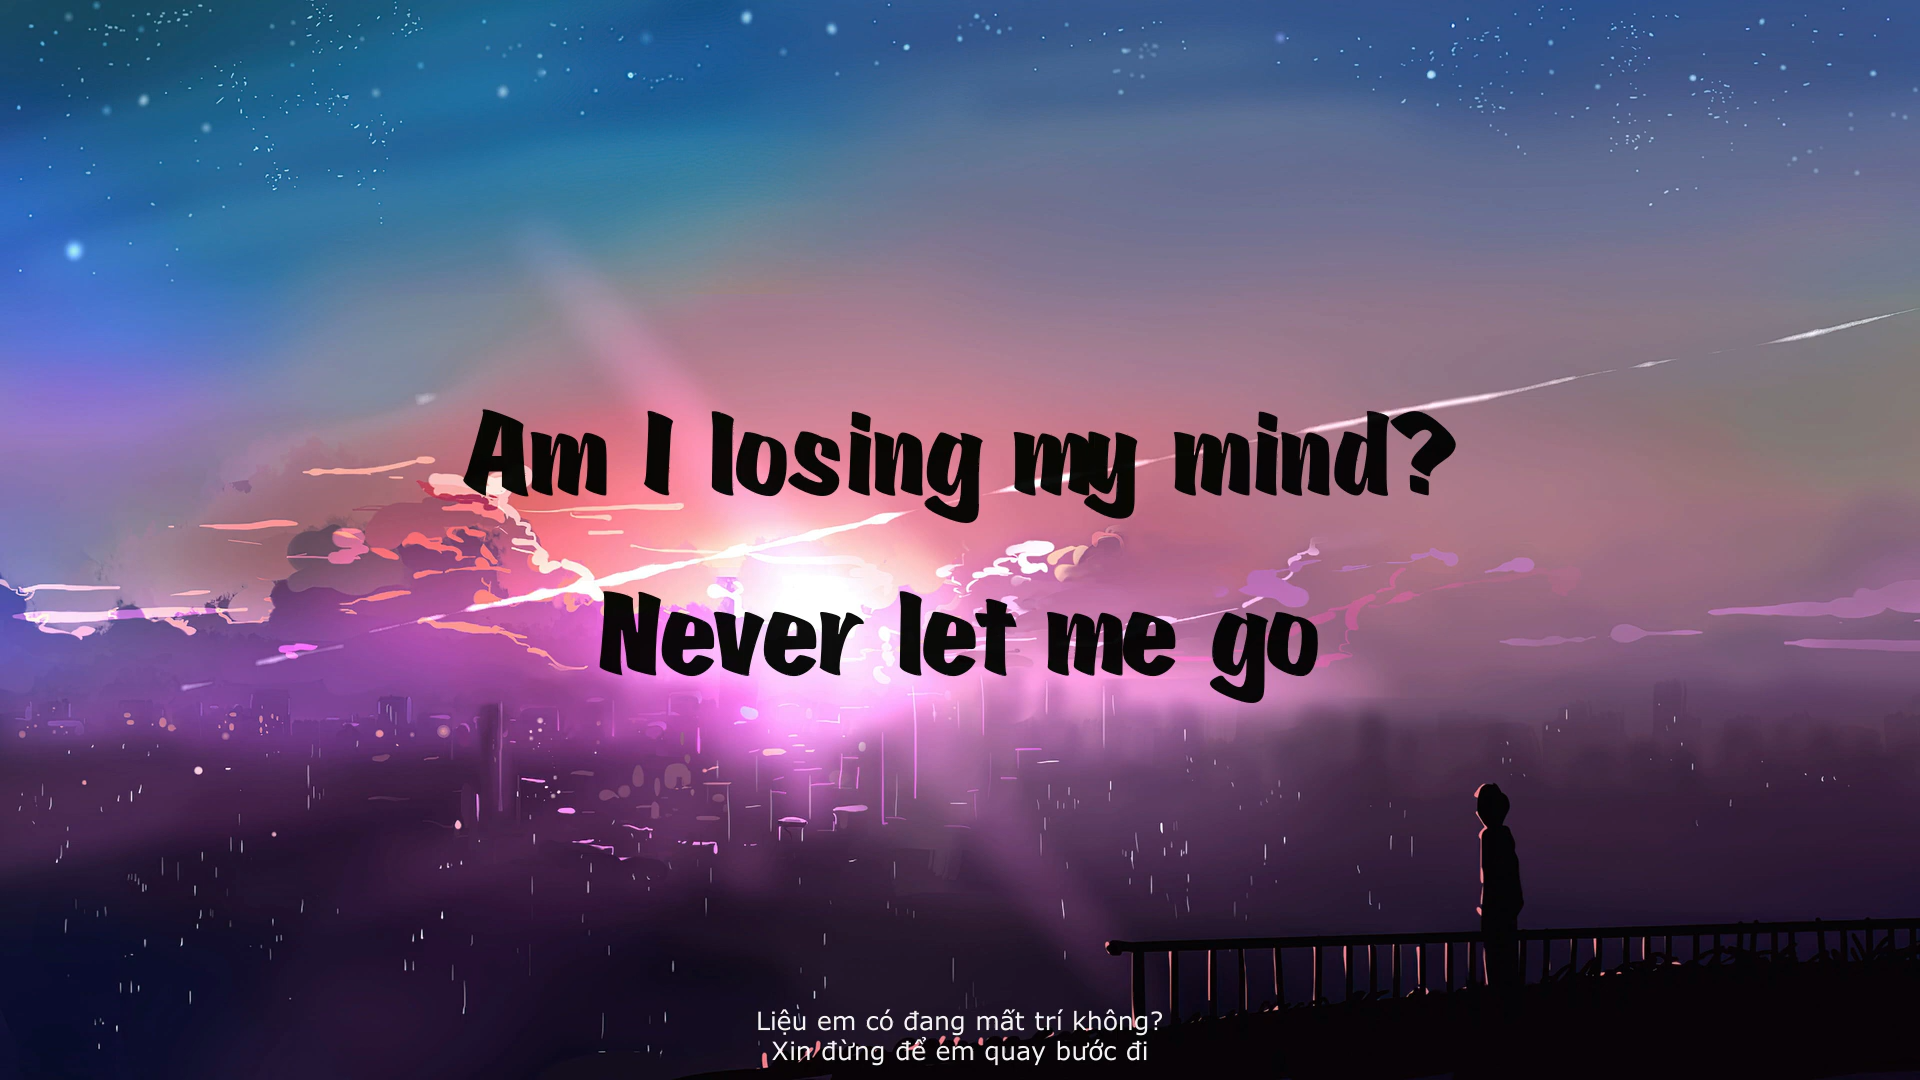 Am I losing my mind?
Never let me go
Liệu em có đang mất trí không?
Xin đừng để em quay bước đi